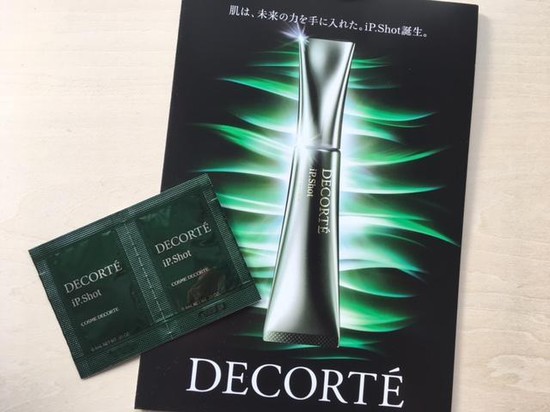 肌は、未来の力を手に入れた。iP.Shot誕生。
DECORTÉ
iP.Shot
DECORTÉ
DECORTÉ
iP.Shot
COSME DECORTE
DECORTÉ
iP.Shot
COSME DECORTE